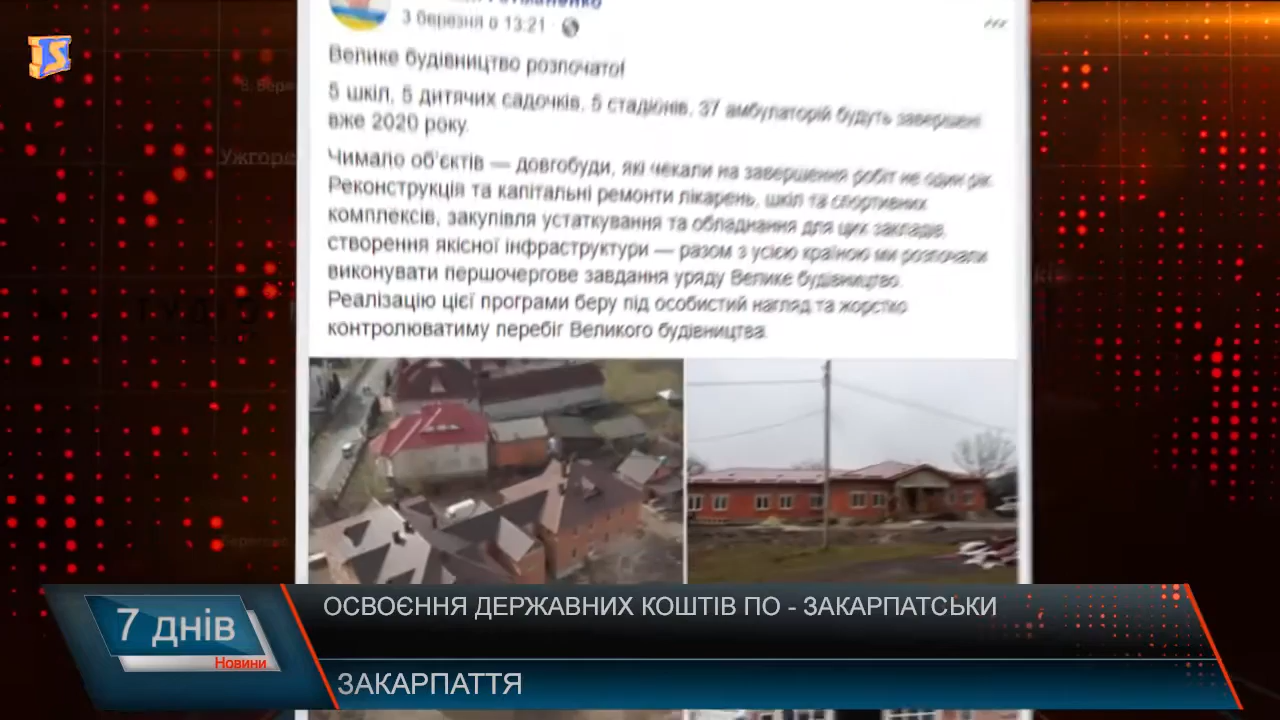 3 березня о 13:21
Велике будівництво розпочато!
5 шкіл, 5 дитячих садочків, 5 стадіонів, 37 амбулаторій будуть завершені
вже 2020 року.
Чимало об'єктів — довгобуди, які чекали на завершення робіт не один рік.
Реконструкція та капітальні ремонти лікарень, шкіл та спортивних
комплексів, закупівля устаткування та обладнання для цих закладів,
створення якісної інфраструктури — разом з усією країною ми розпочали
виконувати першочергове завдання уряду Велике будівництво.
Реалізацію цієї програми беру під особистий нагляд та жорстко
контролюватиму перебіг Великого будівництва.
ОСВОЄННЯ ДЕРЖАВНИХ КОШТІВ ПО - ЗАКАРПАТСЬКИ
7 днів
Новини
ЗАКАРПАТТЯ